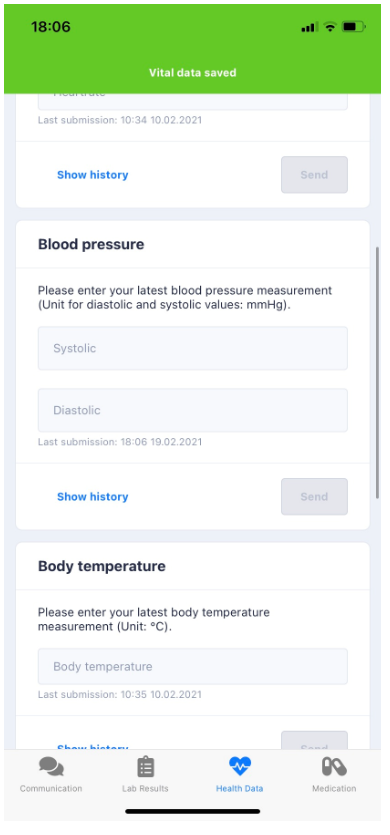 18:06
Vital data saved
Heartrate
Last submission: 10:34 10.02.2021
Show history
Send
Blood pressure
Please enter your latest blood pressure measurement
(Unit for diastolic and systolic values: mmHg).
Systolic
Diastolic
Last submission: 18:06 19.02.2021
Show history
Send
Body temperature
Please enter your latest body temperature
measurement (Unit: °C).
Body temperature
Last submission: 10:35 10.02.2021
Show history
Send
Communication
Lab Results
Health Data
Medication